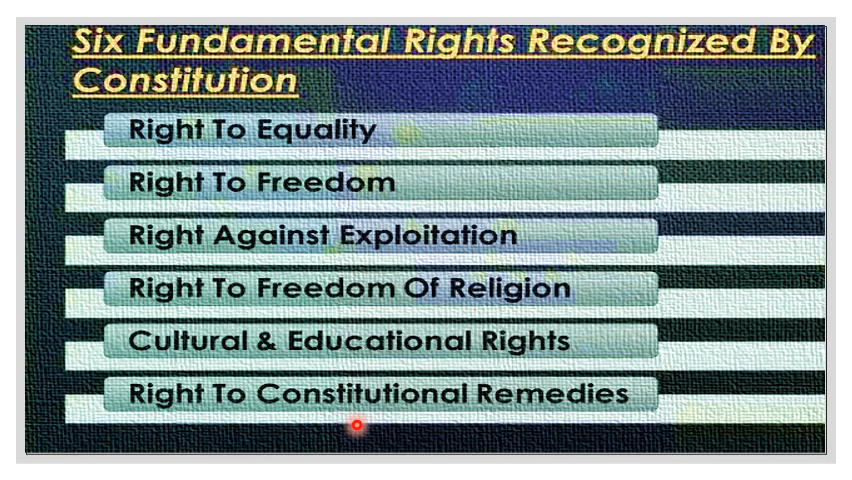 Six Fundamental Rights Recognized By
Constitution
Right To Equality
Right To Freedom
Right Against Exploitation
Right To Freedom Of Religion
Cultural & Educational Rights
Right To Constitutional Remedies